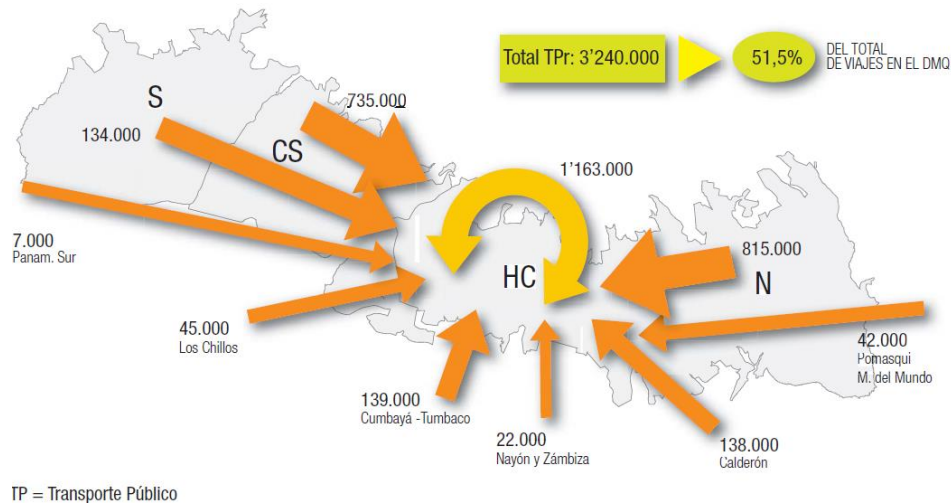 Total TPr: 3’240.000
51,5%
DEL TOTAL
DE VIAJES EN EL DMQ
S
735.000
134.000
CS
1’163.000
7.000
Panam. Sur
HC
815.000
N
45.000
Los Chillos
42.000
Pomasqui
M. del Mundo
139.000
Cumbayá -Tumbaco
22.000
Nayón y Zámbiza
138.000
Calderón
TP = Transporte Público